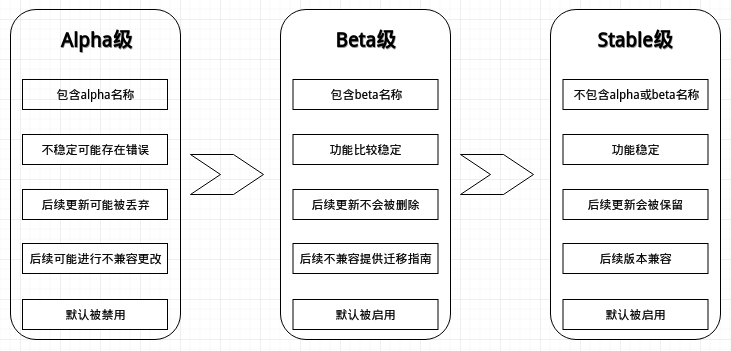 Alpha级
包含alpha名称
不稳定可能存在错误
后续更新可能被丢弃
后续可能进行不兼容更改
默认被禁用
Beta级
包含beta名称
功能比较稳定
后续更新不会被删除
后续不兼容提供迁移指南
默认被启用
Stable级
不包含alpha或beta名称
功能稳定
后续更新会被保留
后续版本兼容
默认被启用